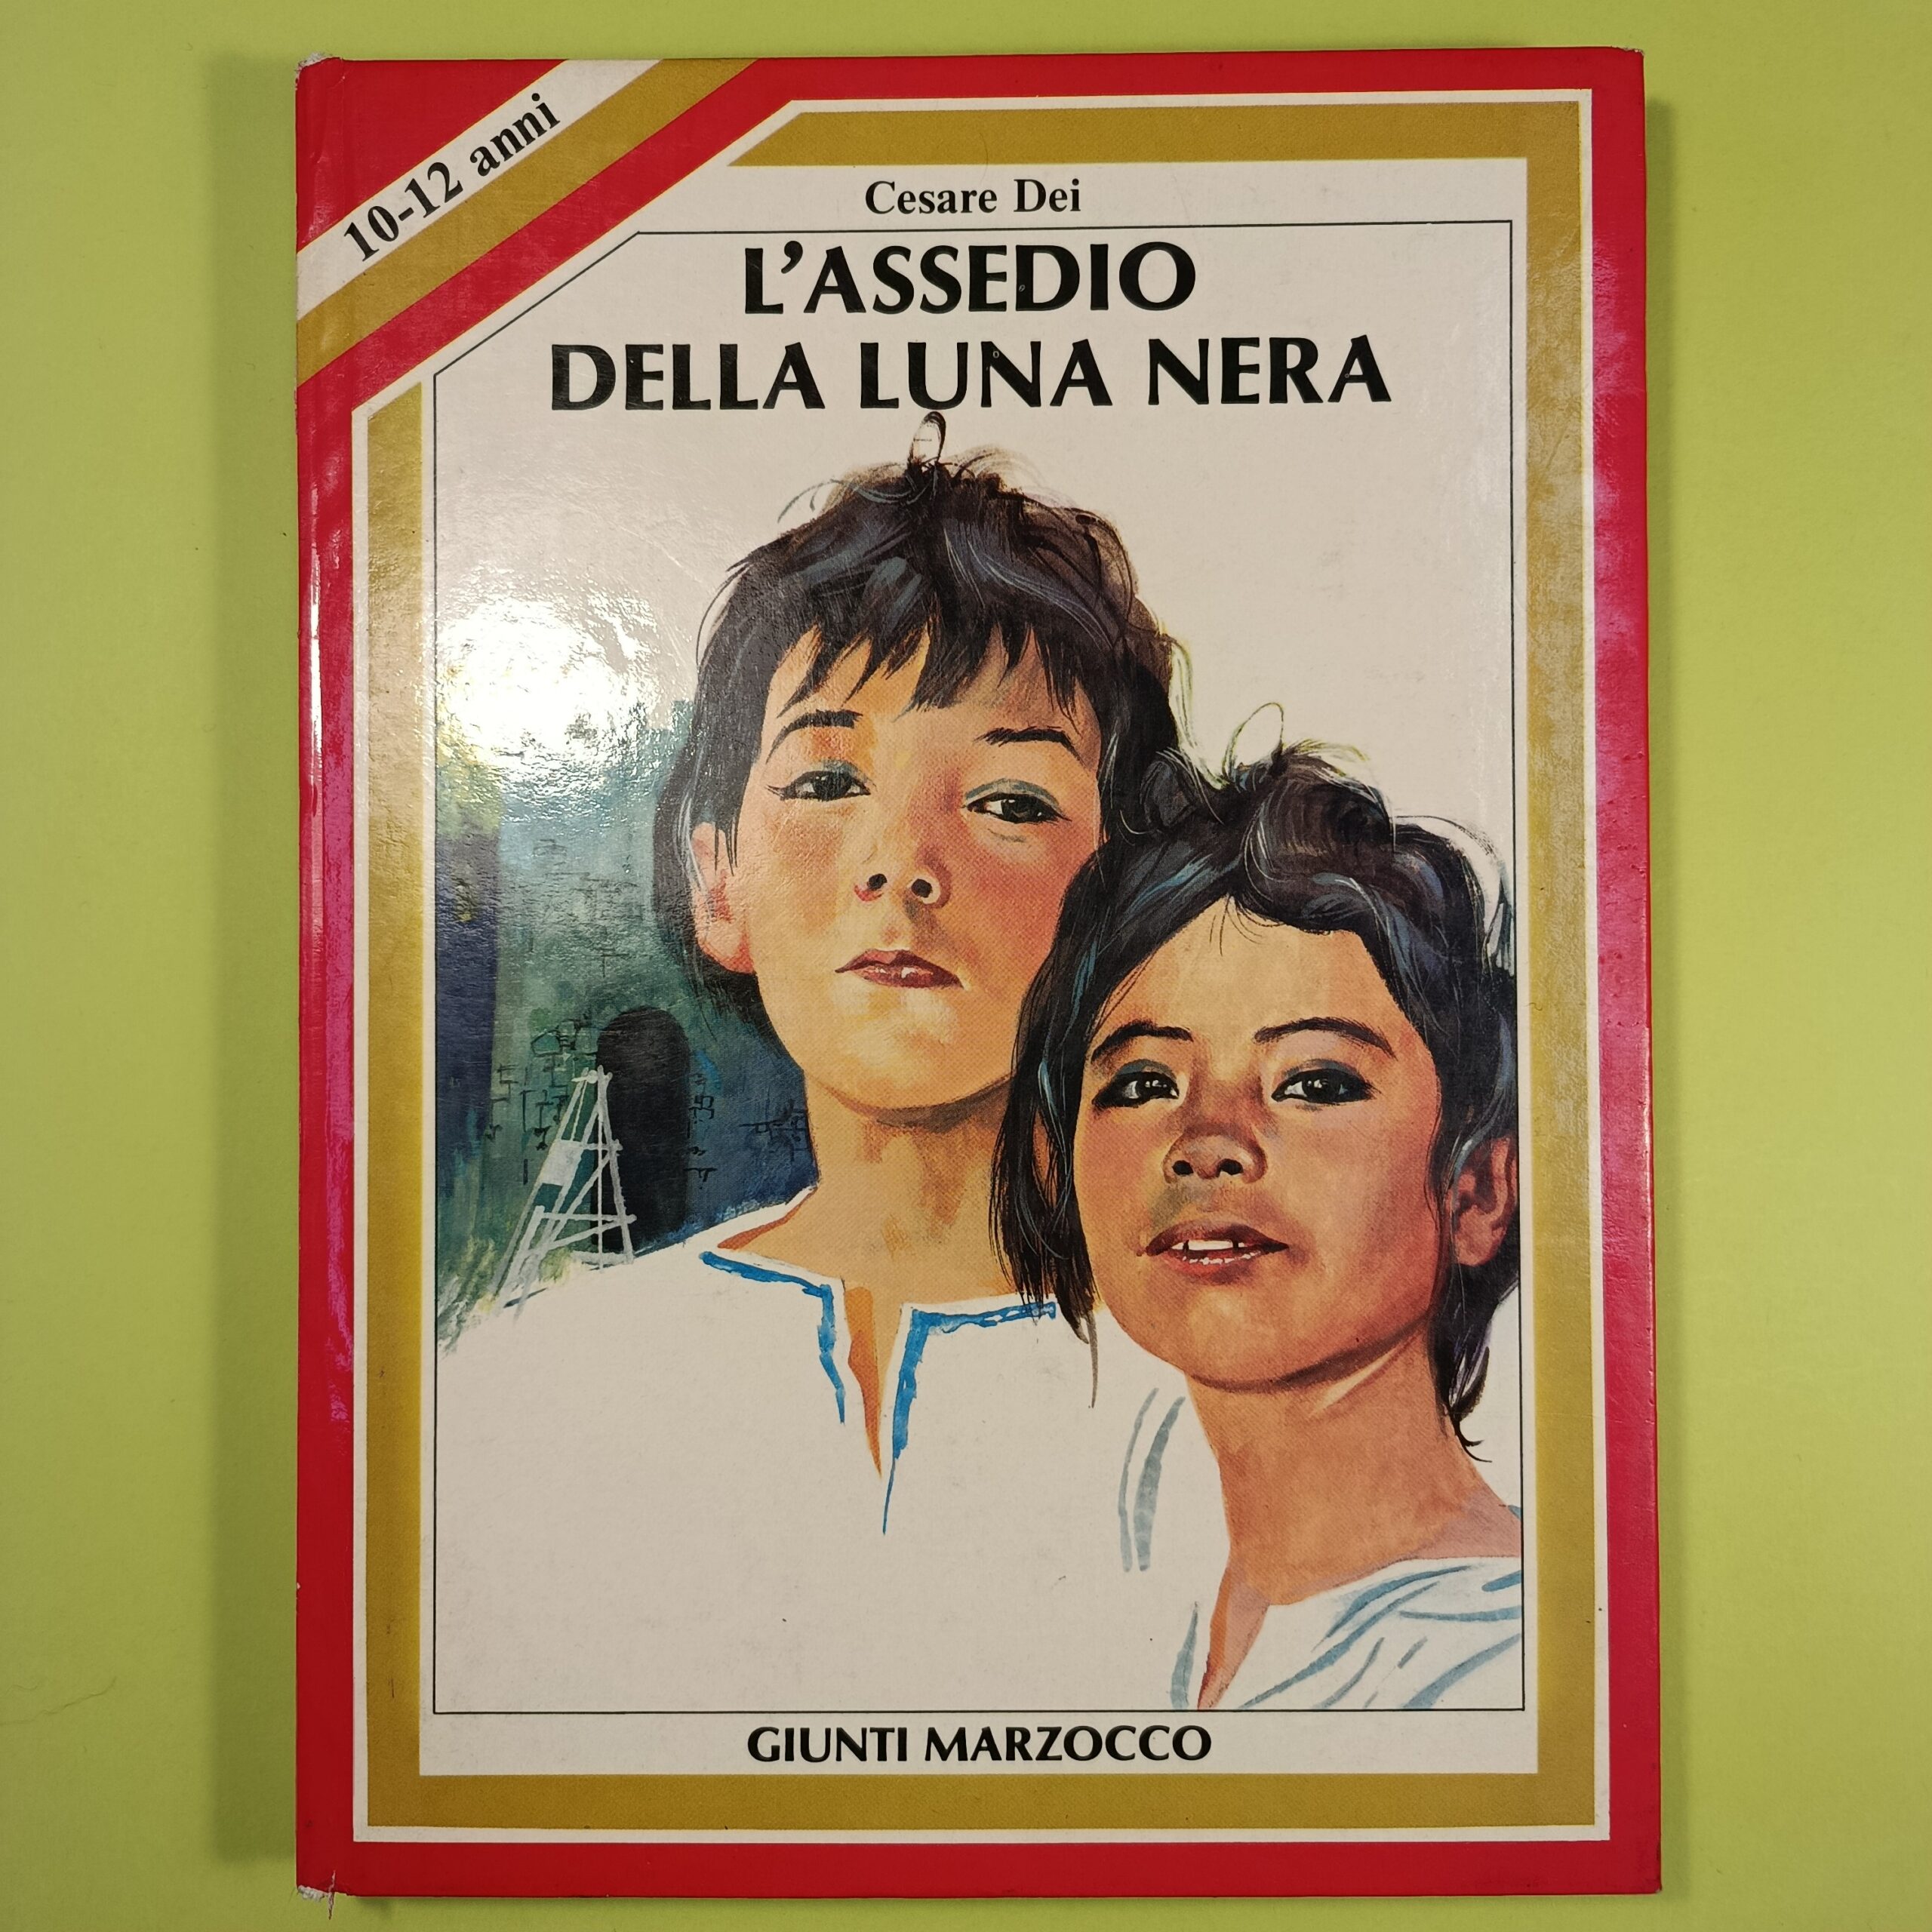 10-12 anni
Cesare Dei
L'ASSEDIO
DELLA LUNA NERA
GIUNTI MARZOCCO